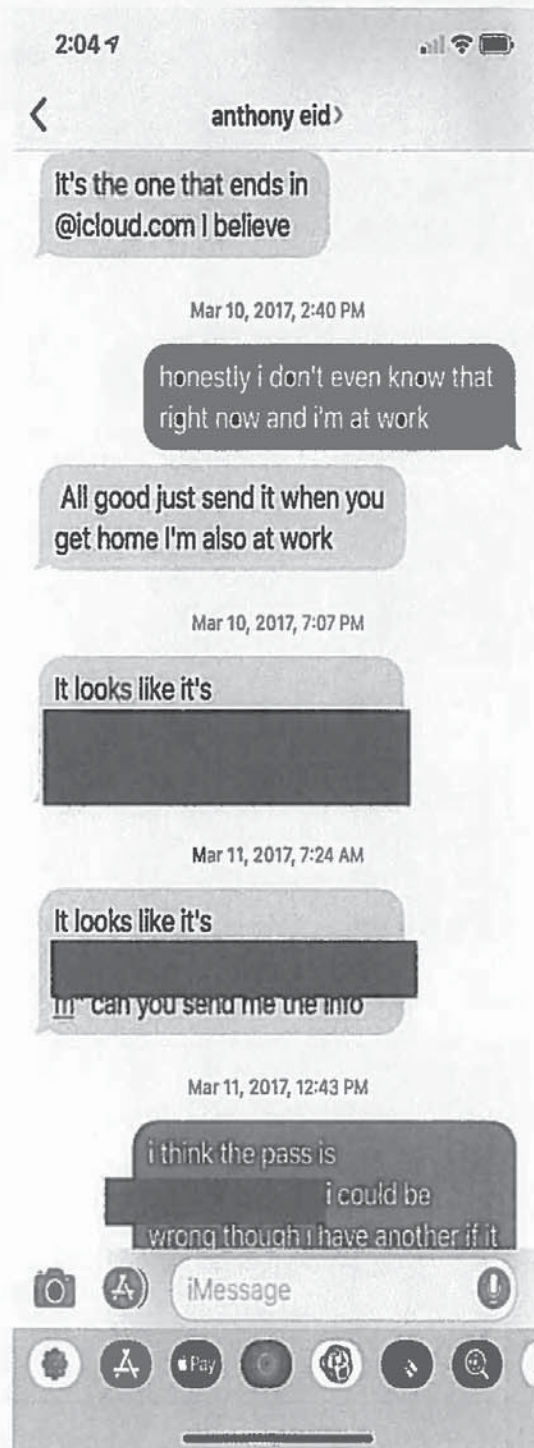 2:04
anthony eid
It's the one that ends in
@icloud.com I believe
Mar 10, 2017, 2:40 PM
honestly i don't even know that
right now and i'm at work
All good just send it when you
get home I'm also at work
Mar 10, 2017, 7:07 PM
It looks like it's
Mar 11, 2017, 7:24 AM
It looks like it's
m" can you send me the info
Mar 11, 2017, 12:43 PM
i think the pass is
i could be
wrong though i have another if it
iMessage
Pay